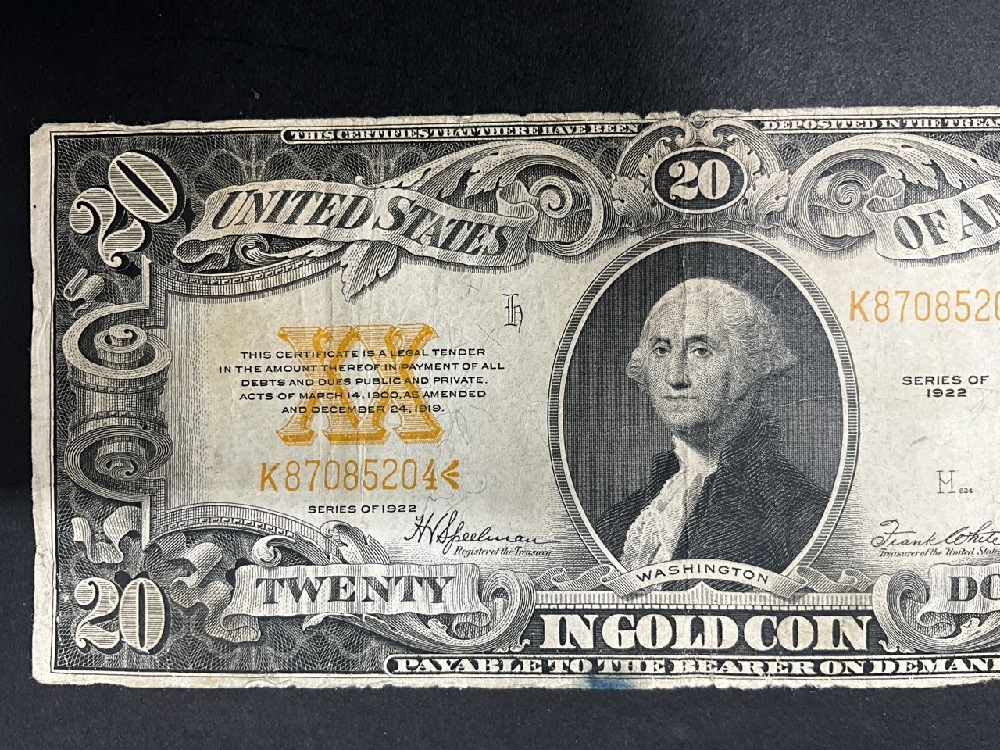 THIS CERTIFIES THAT THERE HAVE BEEN DEPOSITED IN THE TREAS
20 20
UNITED STATES OF AM
h
K8708520
XX
THIS CERTIFICATE IS A LEGAL TENDER
IN THE AMOUNT THEREOF IN PAYMENT OF ALL
DEBTS AND DUES PUBLIC AND PRIVATE.
ACTS OF MARCH 14, 1900, AS AMENDED
AND DECEMBER 24, 1919.
SERIES OF
1922
K87085204
SERIES OF 1922
H 634
H V Speelman
Register of the Treasury
Frank White
Treasurer of the United States
WASHINGTON
20 TWENTY DO
IN GOLD COIN
PAYABLE TO THE BEARER ON DEMAN